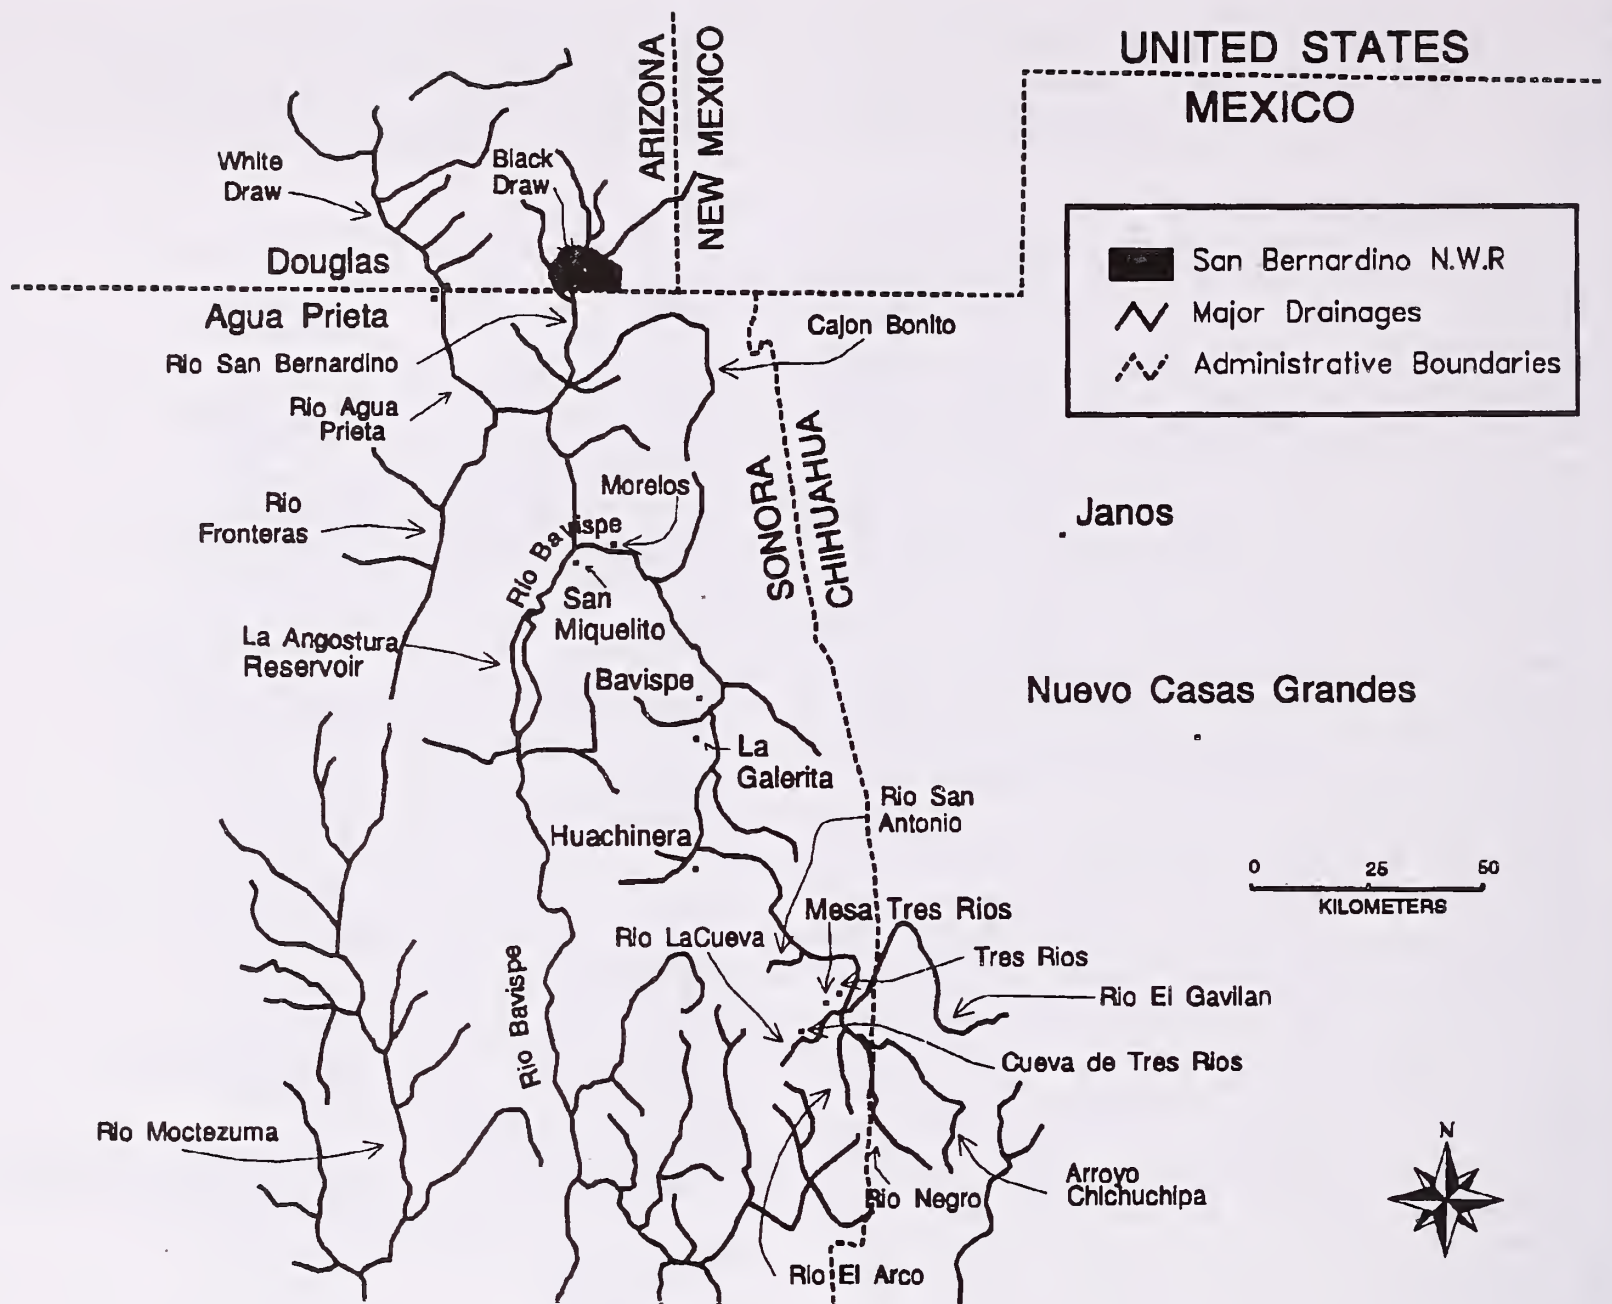 UNITED STATES
MEXICO
ARIZONA
NEW MEXICO
White
Draw
Black
Draw
Douglas
Agua Prieta
San Bernardino N.W.R
Major Drainages
Administrative Boundaries
Cajon Bonito
Rio San Bernardino
Rio Agua
Prieta
SONORA
CHIHUAHUA
Morelos
Janos
Rio
Fronteras
Rio Bavispe
San
Miquelito
La Angostura
Reservoir
Bavispe
Nuevo Casas Grandes
La
Galerita
Rio San
Antonio
Huachinera
0 25 50
KILOMETERS
Mesa Tres Rios
Rio LaCueva
Tres Rios
Rio El Gavilan
Rio Bavispe
Cueva de Tres Rios
Rio Moctezuma
N
Arroyo
Chichuchipa
Rio Negro
Rio El Arco